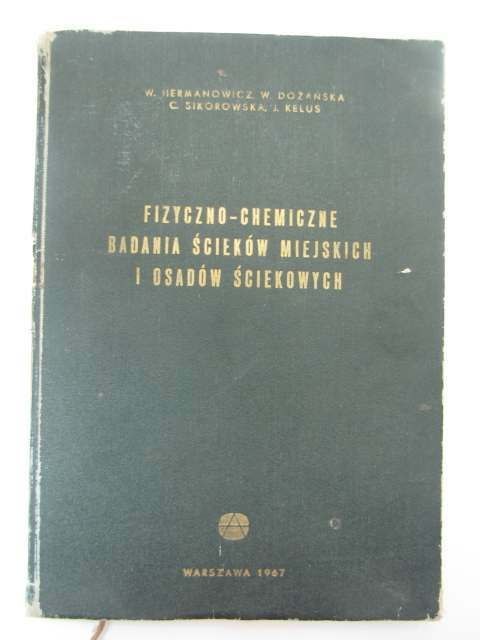 W. HERMANOWICZ, W. DOŻAŃSKA
C. SIKOROWSKA, J. KELUS
FIZYCZNO-CHEMICZNE
BADANIA ŚCIEKÓW MIEJSKICH
I OSADÓW ŚCIEKOWYCH
WARSZAWA 1967